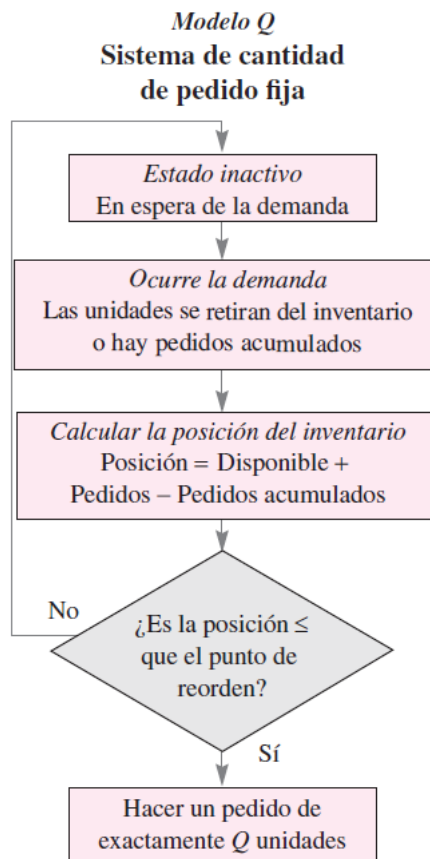 Modelo Q
Sistema de cantidad
de pedido fija
Estado inactivo
En espera de la demanda
Ocurre la demanda
Las unidades se retiran del inventario
o hay pedidos acumulados
Calcular la posición del inventario
Posición = Disponible +
Pedidos – Pedidos acumulados
No
¿Es la posición ≤
que el punto de
reorden?
Sí
Hacer un pedido de
exactamente Q unidades